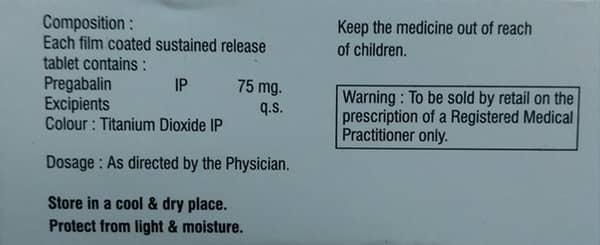 Composition :
Each film coated sustained release
tablet contains :
Pregabalin IP 75 mg.
Excipients q.s.
Colour : Titanium Dioxide IP
Dosage : As directed by the Physician.
Store in a cool & dry place.
Protect from light & moisture.
Keep the medicine out of reach
of children.
Warning : To be sold by retail on the
prescription of a Registered Medical
Practitioner only.